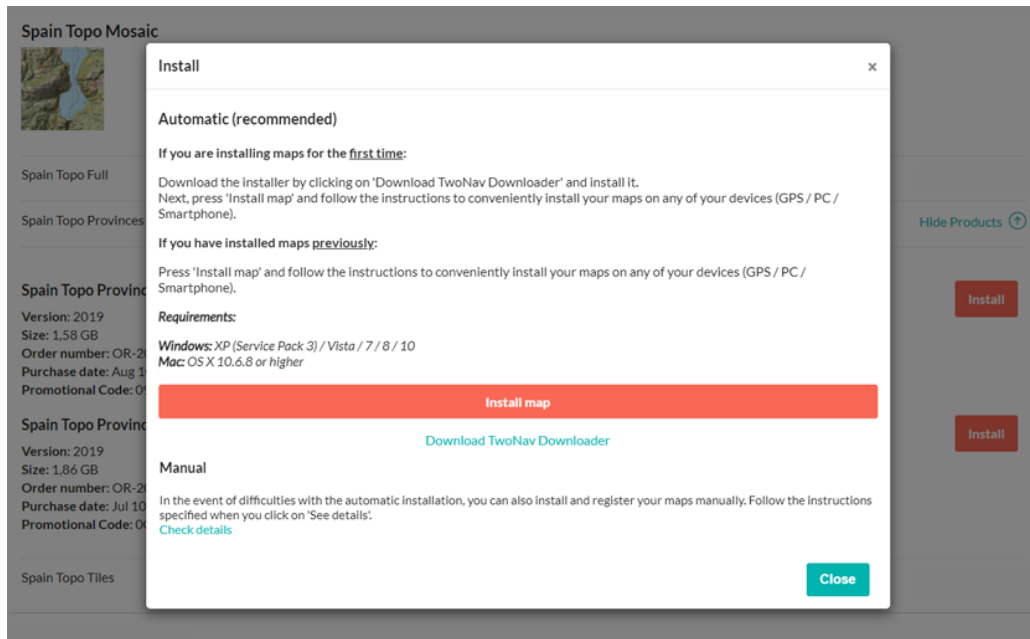 Spain Topo Mosaic
Install
×
Automatic (recommended)
If you are installing maps for the first time:
Download the installer by clicking on 'Download TwoNav Downloader' and install it.
Next, press 'Install map' and follow the instructions to conveniently install your maps on any of your devices (GPS / PC /
Smartphone).
If you have installed maps previously:
Press 'Install map' and follow the instructions to conveniently install your maps on any of your devices (GPS / PC /
Smartphone).
Requirements:
Windows: XP (Service Pack 3) / Vista / 7 / 8 / 10
Mac: OS X 10.6.8 or higher
Install map
Download TwoNav Downloader
Manual
In the event of difficulties with the automatic installation, you can also install and register your maps manually. Follow the instructions
specified when you click on 'See details'.
Check details
Close
Spain Topo Full
Spain Topo Provinces
Hide Products
Spain Topo
Install
Version: 2019
Size: 1,58 GB
Order number:
Purchase date: Aug
Promotional Code:
Spain Topo
Install
Version: 2019
Size: 1,86 GB
Order number:
Purchase date: Jul 10
Promotional Code:
Spain Topo Tiles